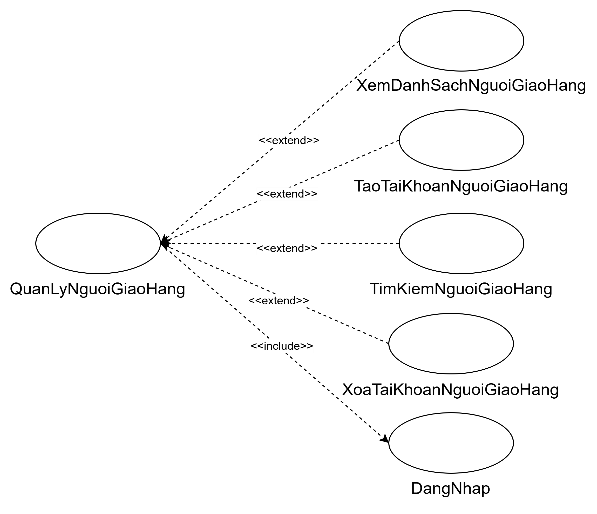 XemDanhSachNguoiGiaoHang
<<extend>>
TaoTaiKhoanNguoiGiaoHang
<<extend>>
<<extend>>
QuanLyNguoiGiaoHang
TimKiemNguoiGiaoHang
<<extend>>
<<include>>
XoaTaiKhoanNguoiGiaoHang
DangNhap